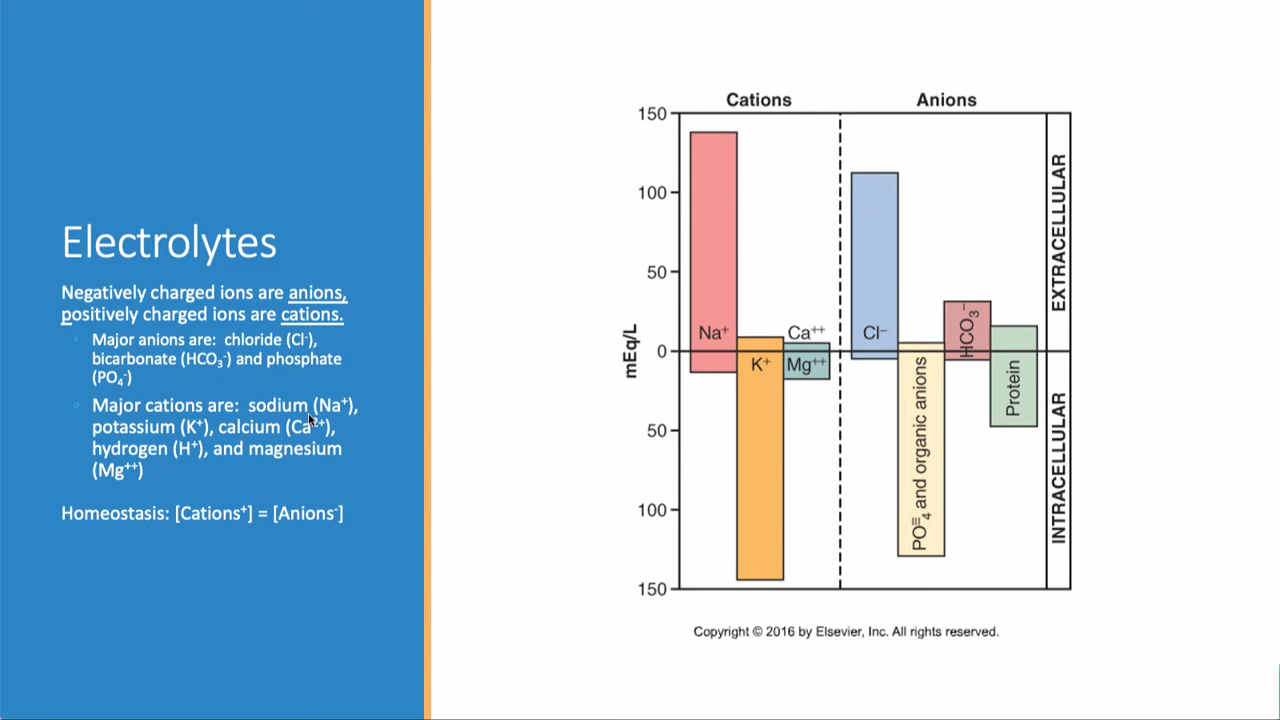 Electrolytes
Negatively charged ions are anions,
positively charged ions are cations.
Major anions are: chloride (Cl⁻),
bicarbonate (HCO₃⁻) and phosphate
(PO₄⁻)
Major cations are: sodium (Na⁺),
potassium (K⁺), calcium (Ca⁺⁺),
hydrogen (H⁺), and magnesium
(Mg⁺⁺)
Homeostasis: [Cations⁺] = [Anions⁻]
Cations
Anions
150
100
50
0
50
100
150
mEq/L
Na⁺
K⁺
Ca⁺⁺
Mg⁺⁺
Cl⁻
PO₄≡ and organic anions
HCO₃⁻
Protein
EXTRACELLULAR
INTRACELLULAR
Copyright © 2016 by Elsevier, Inc. All rights reserved.